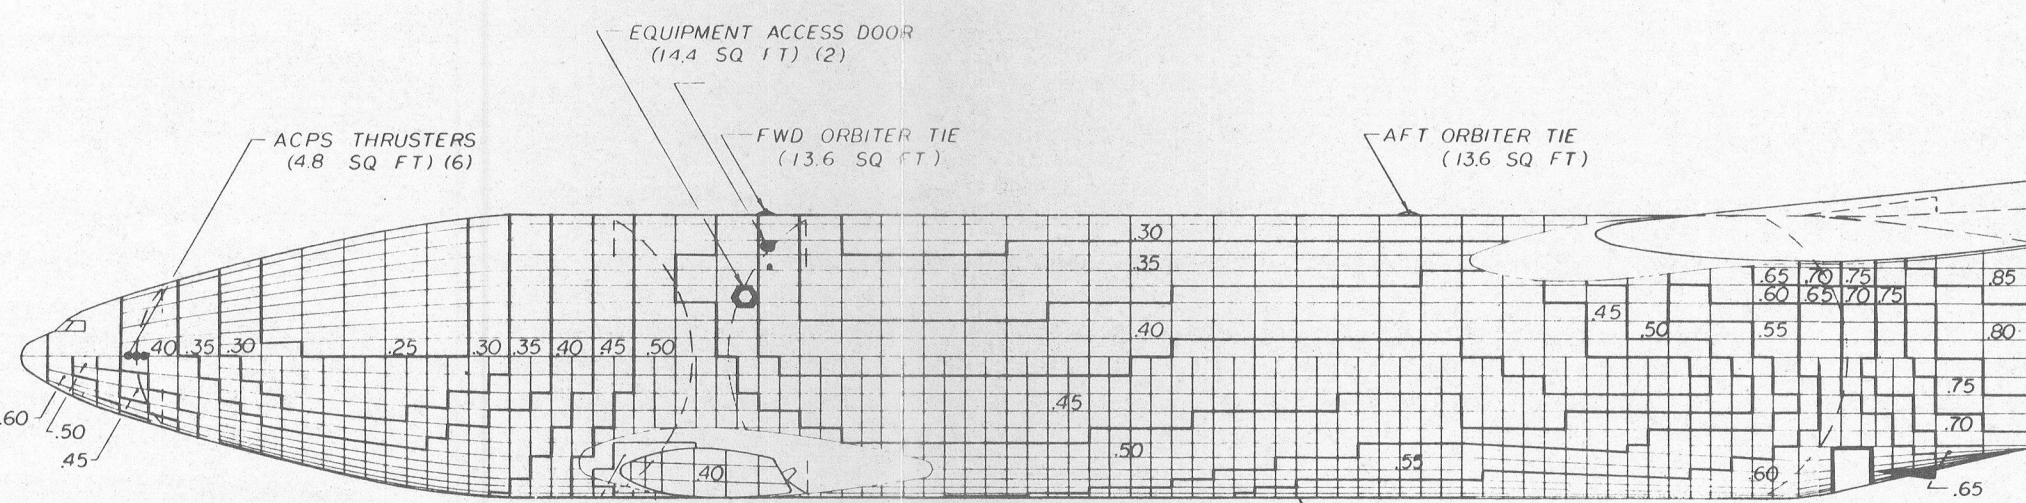 EQUIPMENT ACCESS DOOR
(14.4 SQ FT) (2)
ACPS THRUSTERS
(4.8 SQ FT) (6)
FWD ORBITER TIE
(13.6 SQ FT)
AFT ORBITER TIE
(13.6 SQ FT)
.30
.35
.65 .70 .75 .85
.60 .65 .70 .75
.45
.50 .55 .80
.40
.40 .35 .30 .25 .30 .35 .40 .45 .50
.75
.45
.60
.50
.70
.45
.50
.55
.40
.60
.65